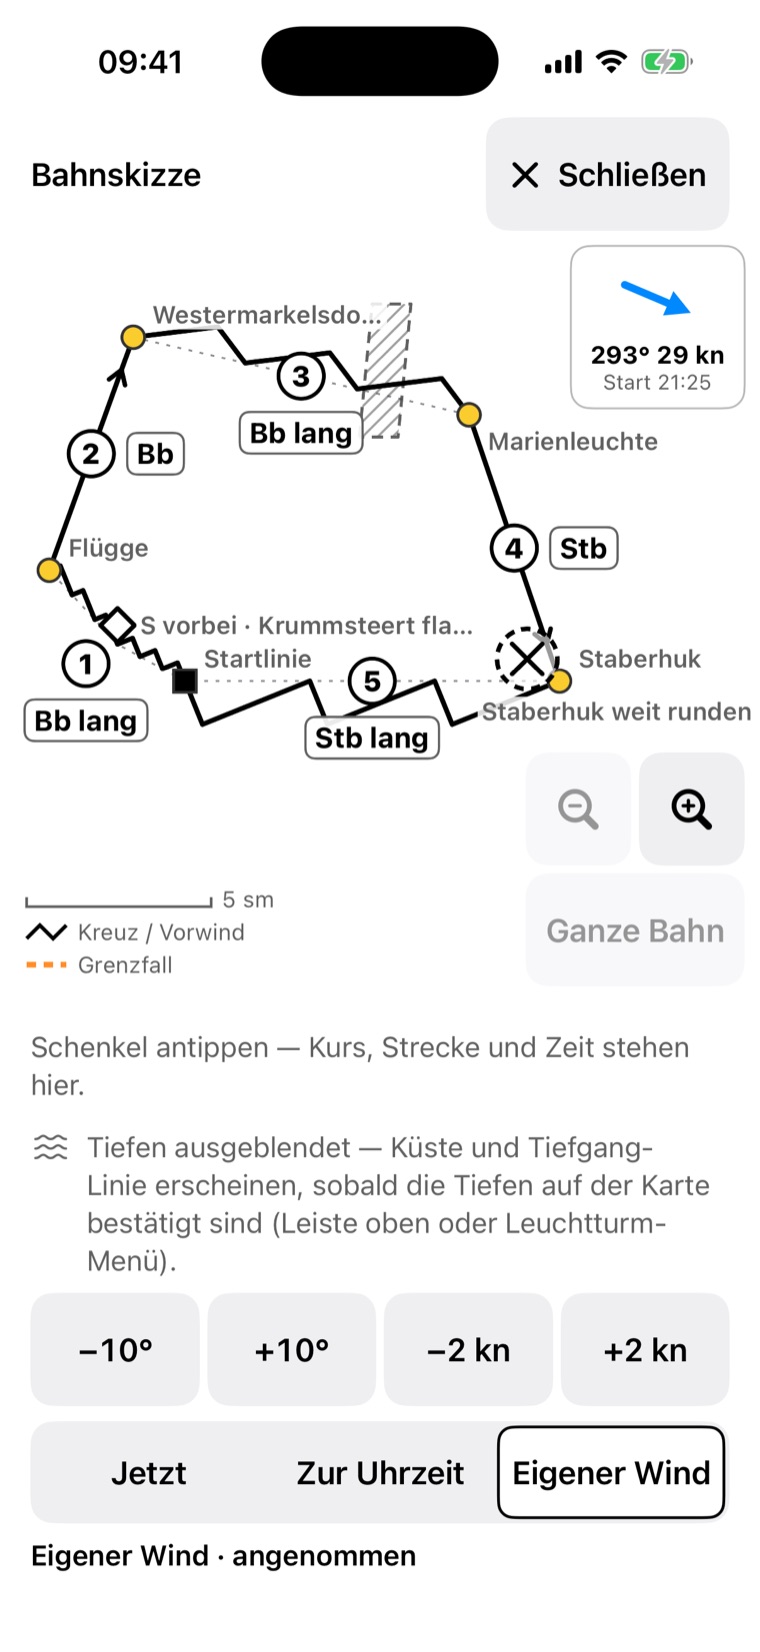 09:41
Bahnskizze
Schließen
293° 29 kn
Start 21:25
Westermarkelsdo...
3
Bb lang
Marienleuchte
2
Bb
Flügge
4
Stb
S vorbei · Krummsteert fla...
1
Startlinie
5
Staberhuk
Bb lang
Stb lang
Staberhuk weit runden
5 sm
Kreuz / Vorwind
Grenzfall
Ganze Bahn
Schenkel antippen — Kurs, Strecke und Zeit stehen
hier.
Tiefen ausgeblendet — Küste und Tiefgang-
Linie erscheinen, sobald die Tiefen auf der Karte
bestätigt sind (Leiste oben oder Leuchtturm-
Menü).
−10°
+10°
−2 kn
+2 kn
Jetzt
Zur Uhrzeit
Eigener Wind
Eigener Wind · angenommen